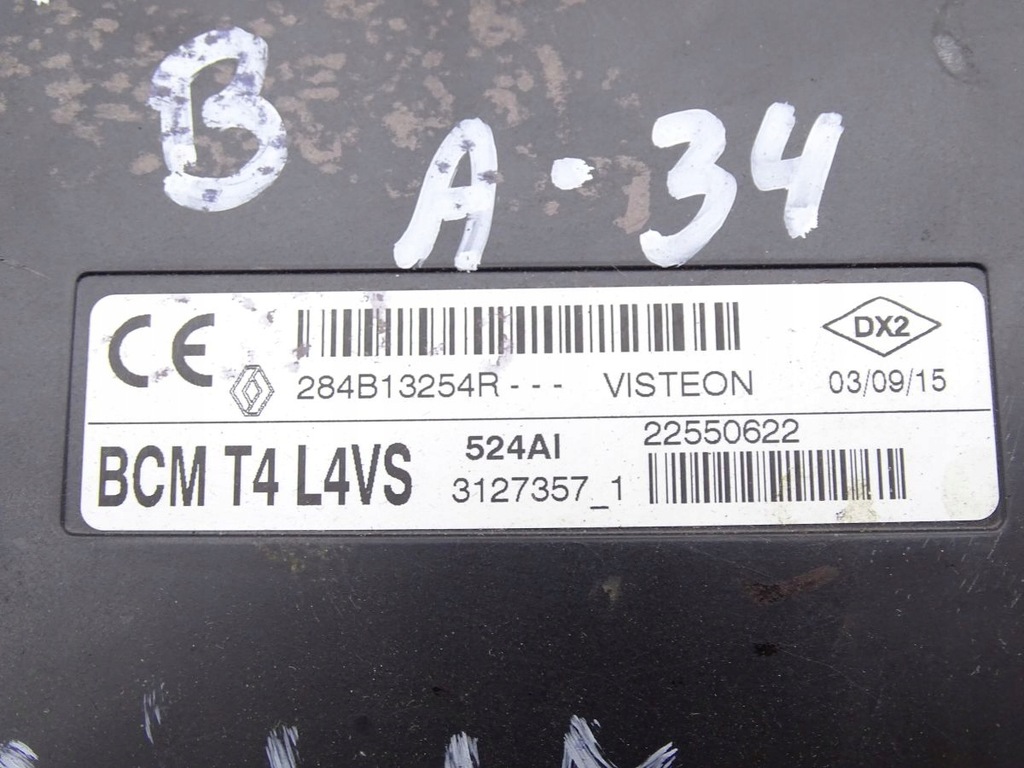 B
A·34
CE
DX2
284B13254R--- VISTEON 03/09/15
BCM T4 L4VS
524AI
3127357_1
22550622